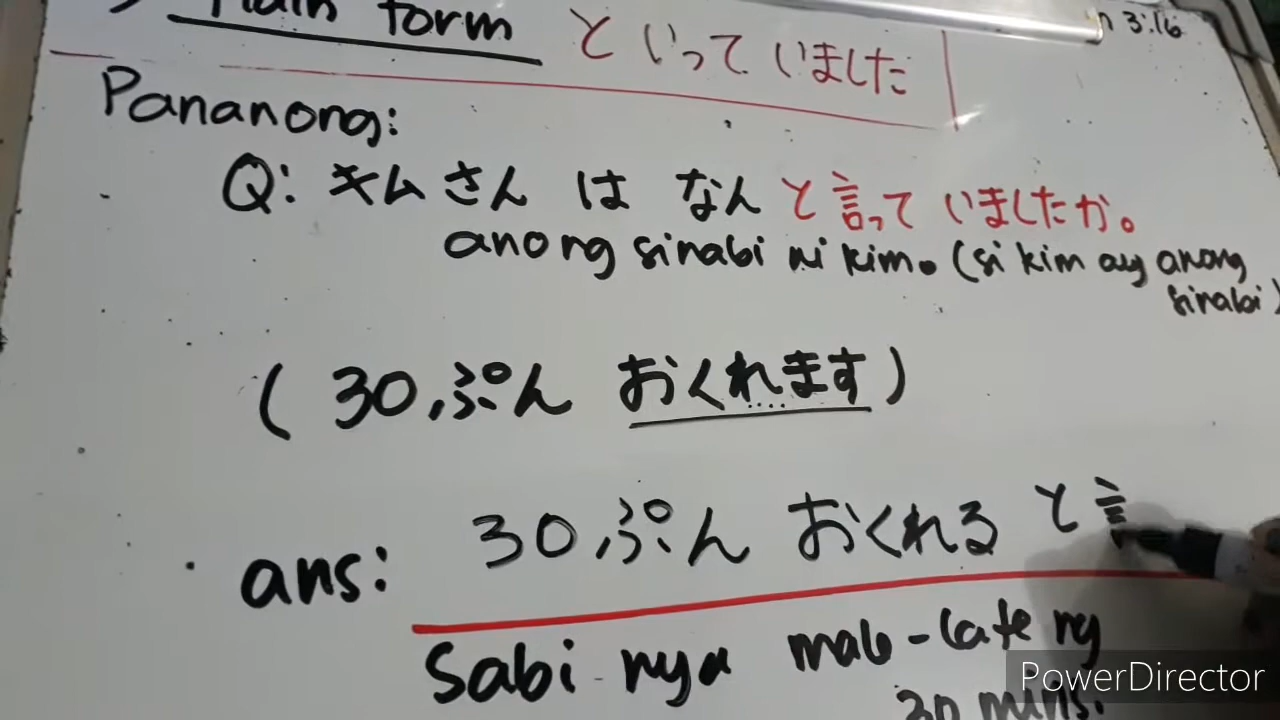 Plain form といっていました
n 3:16
Pananong:
Q: キムさん は なん と言って いましたか。
anong sinabi ni kim. (si kim ay anong
sinabi)
(30ぷん おくれます)
ans: 30ぷん おくれる と言
Sabi nya male-late ng
30 mins.
PowerDirector